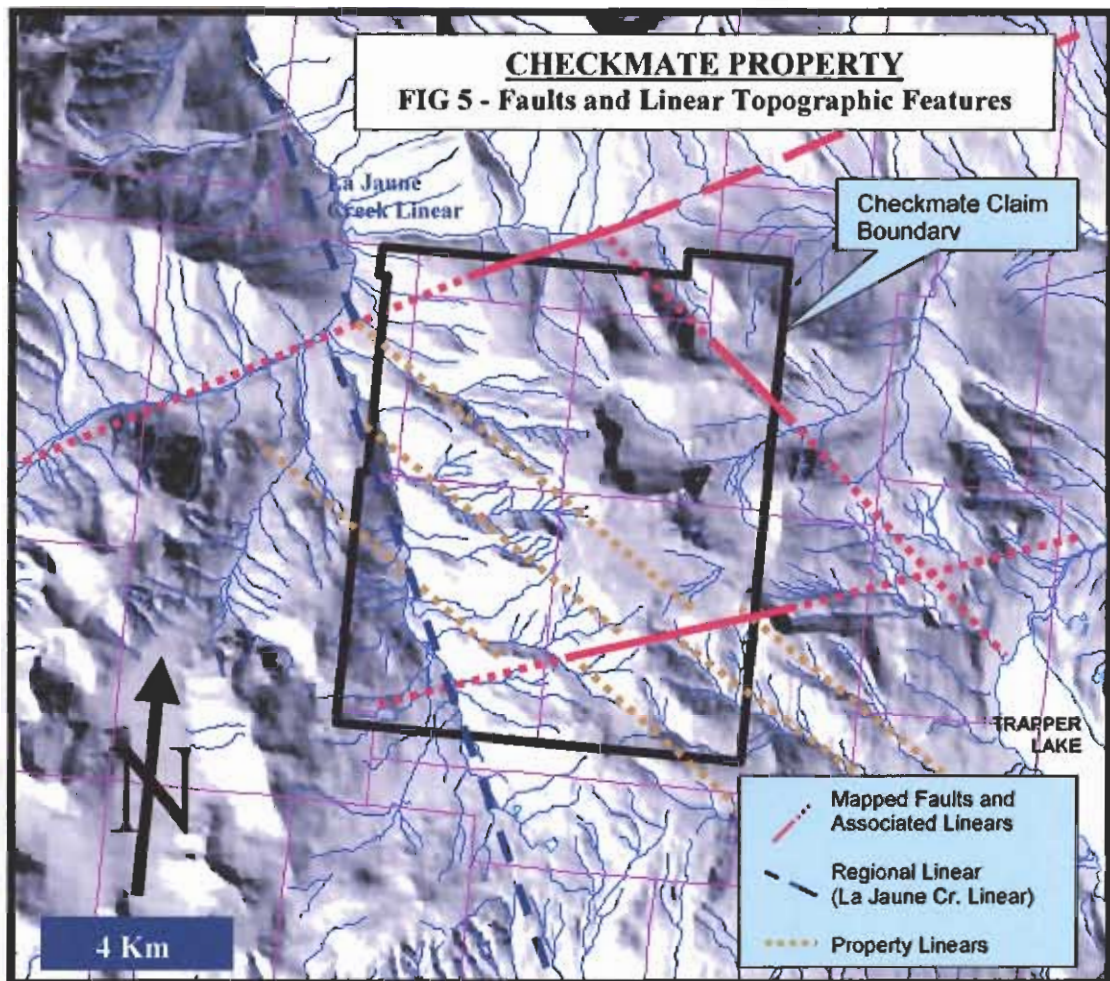 CHECKMATE PROPERTY
FIG 5 - Faults and Linear Topographic Features
La Jaune
Creek Linear
Checkmate Claim
Boundary
TRAPPER
LAKE
N
Mapped Faults and
Associated Linears
Regional Linear
(La Jaune Cr. Linear)
Property Linears
4 Km